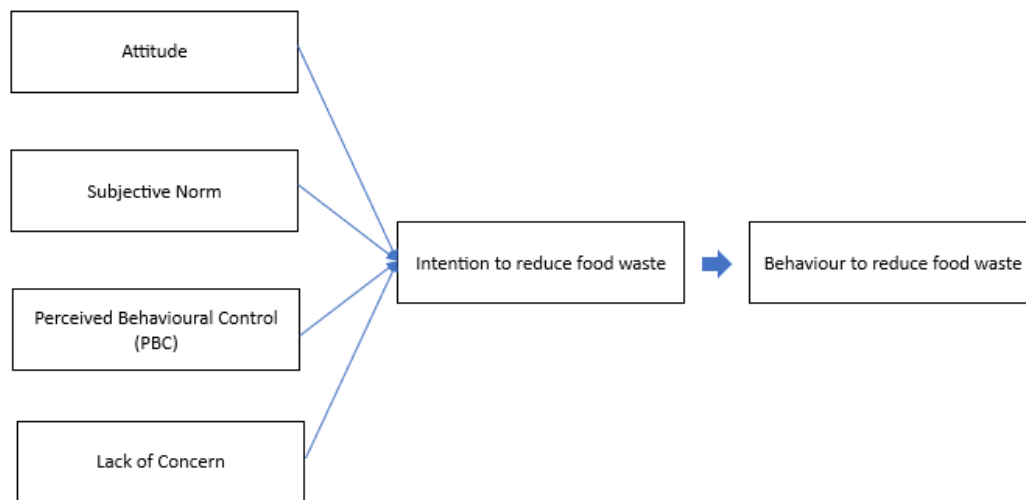 Attitude
Subjective Norm
Perceived Behavioural Control
(PBC)
Lack of Concern
Intention to reduce food waste
Behaviour to reduce food waste